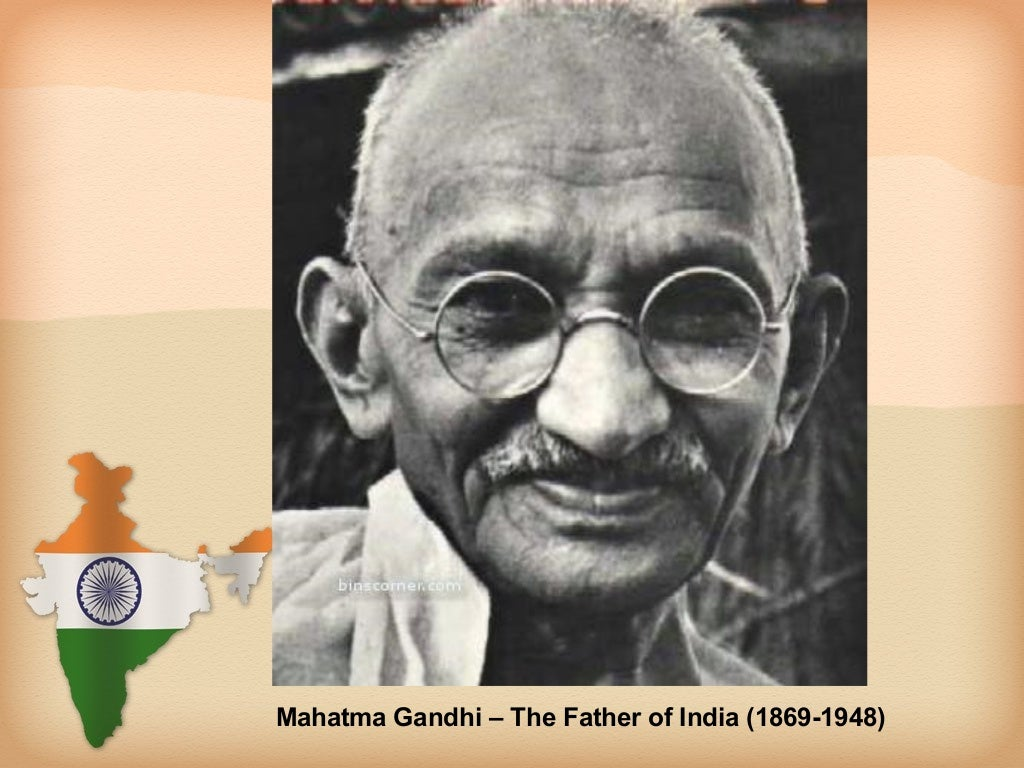 binscorner.com
Mahatma Gandhi – The Father of India (1869-1948)